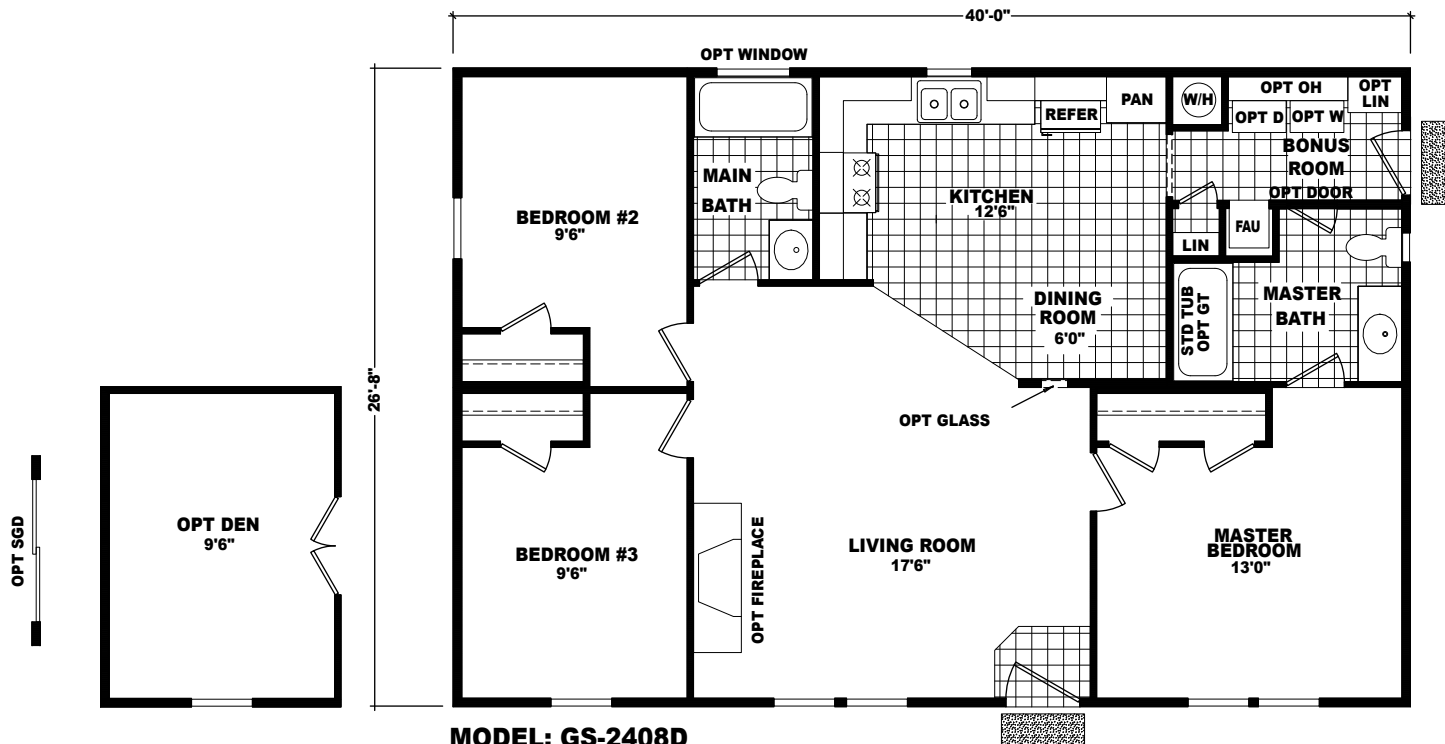 40'-0"
OPT WINDOW
26'-8"
BEDROOM #2
9'6"
MAIN
BATH
KITCHEN
12'6"
REFER
PAN
W/H
OPT OH
OPT
LIN
OPT D
OPT W
BONUS
ROOM
OPT DOOR
LIN
FAU
DINING
ROOM
6'0"
STD TUB
OPT GT
MASTER
BATH
OPT GLASS
OPT SGD
OPT DEN
9'6"
BEDROOM #3
9'6"
OPT FIREPLACE
LIVING ROOM
17'6"
MASTER
BEDROOM
13'0"
MODEL: GS-2408D